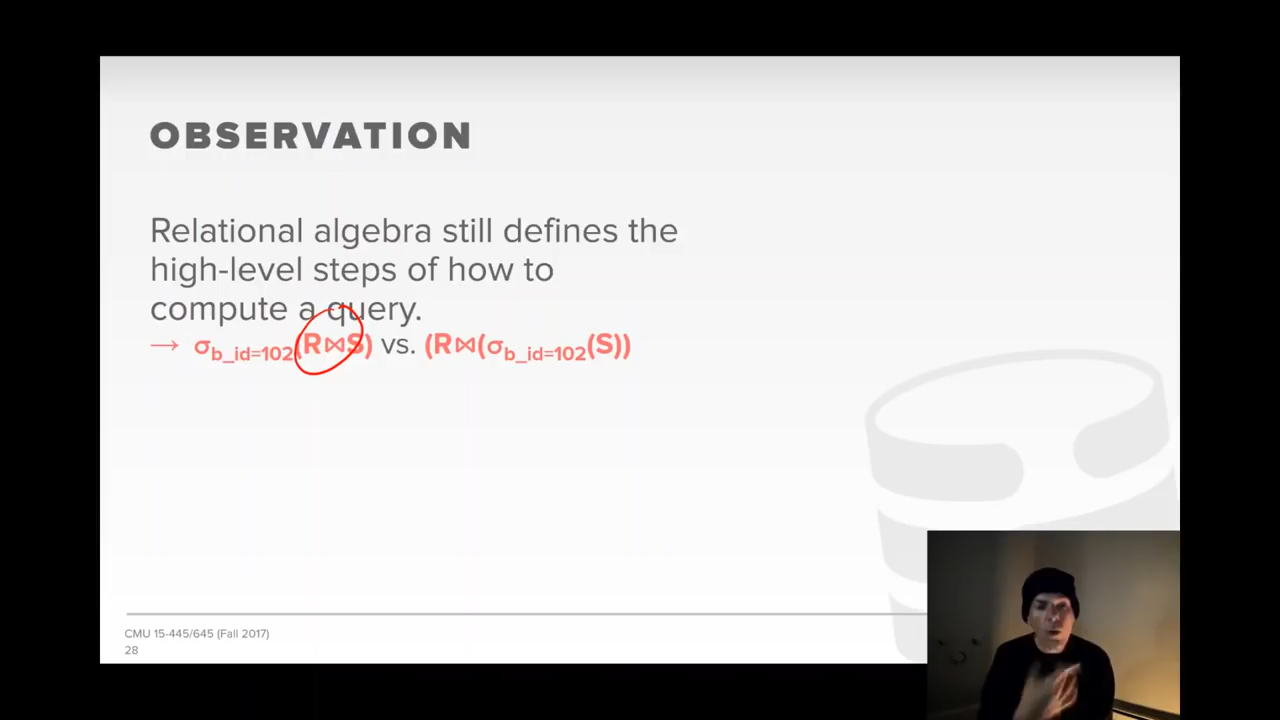 OBSERVATION
Relational algebra still defines the
high-level steps of how to
compute a query.
→ σb_id=102(R⋈S) vs. (R⋈(σb_id=102(S))
CMU 15-445/645 (Fall 2017)
28